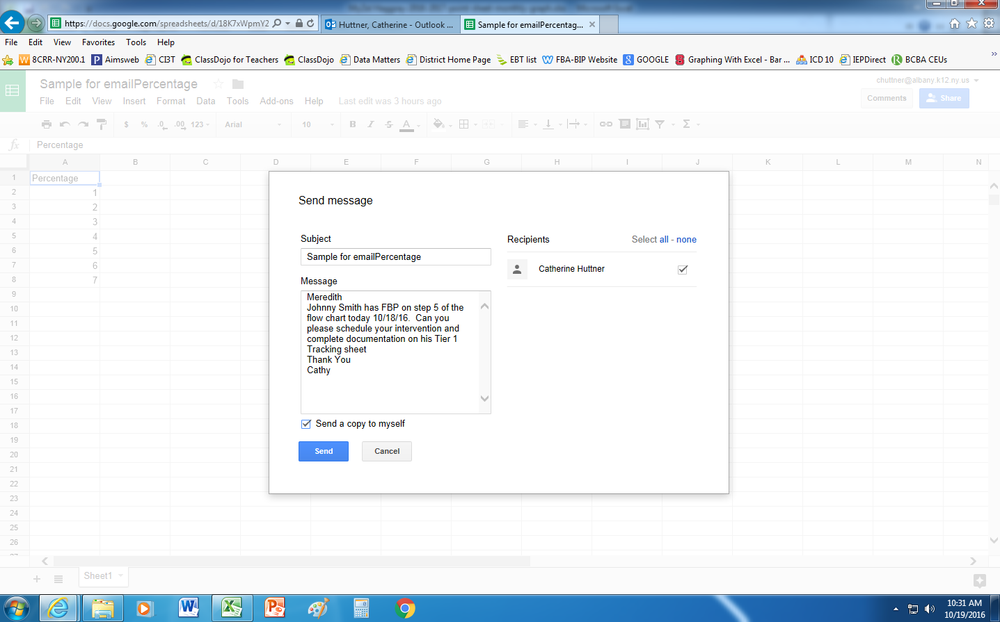 https://docs.google.com/spreadsheets/d/18K7xWpmY2
Huttner, Catherine - Outlook ...
Sample for emailPercentag...
File Edit View Favorites Tools Help
8CRR-NY200.1 Aimsweb CI3T ClassDojo for Teachers ClassDojo Data Matters District Home Page EBT list FBA-BIP Website GOOGLE Graphing With Excel - Bar ... ICD 10 IEPDirect BCBA CEUs
Sample for emailPercentage
chuttner@albany.k12.ny.us
File Edit View Insert Format Data Tools Add-ons Help Last edit was 3 hours ago
Comments Share
$ % .0 .00 123 Arial 10 B I S A Σ
fx Percentage
A B C D E F G H I J K L M N
1 Percentage
2 1
3 2
4 3
5 4
6 5
7 6
8 7
9
10
11
12
13
14
15
16
17
18
19
20
21
22
23
24
25
26
Send message
Subject
Sample for emailPercentage
Message
Meredith
Johnny Smith has FBP on step 5 of the
flow chart today 10/18/16.  Can you
please schedule your intervention and
complete documentation on his Tier 1
Tracking sheet
Thank You
Cathy
Send a copy to myself
Send Cancel
Recipients Select all - none
Catherine Huttner
Sheet1
10:31 AM
10/19/2016